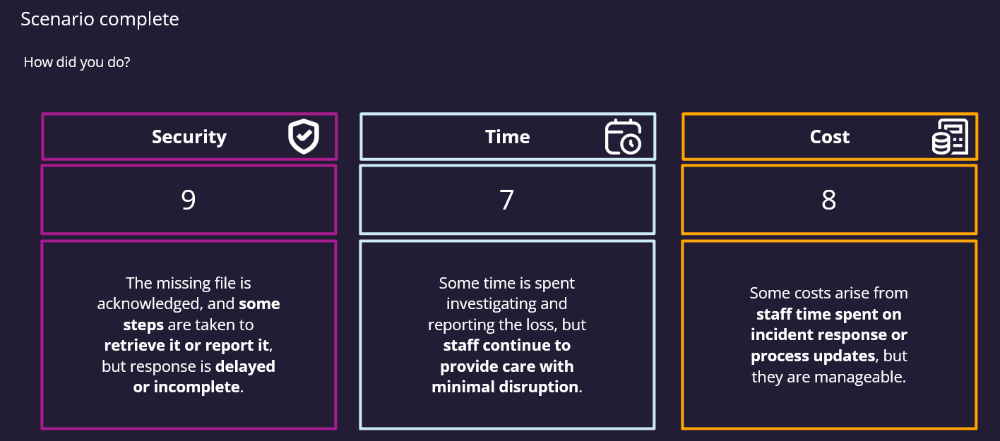 Scenario complete
How did you do?
Security
9
The missing file is
acknowledged, and some
steps are taken to
retrieve it or report it,
but response is delayed
or incomplete.
Time
7
Some time is spent
investigating and
reporting the loss, but
staff continue to
provide care with
minimal disruption.
Cost
8
Some costs arise from
staff time spent on
incident response or
process updates, but
they are manageable.